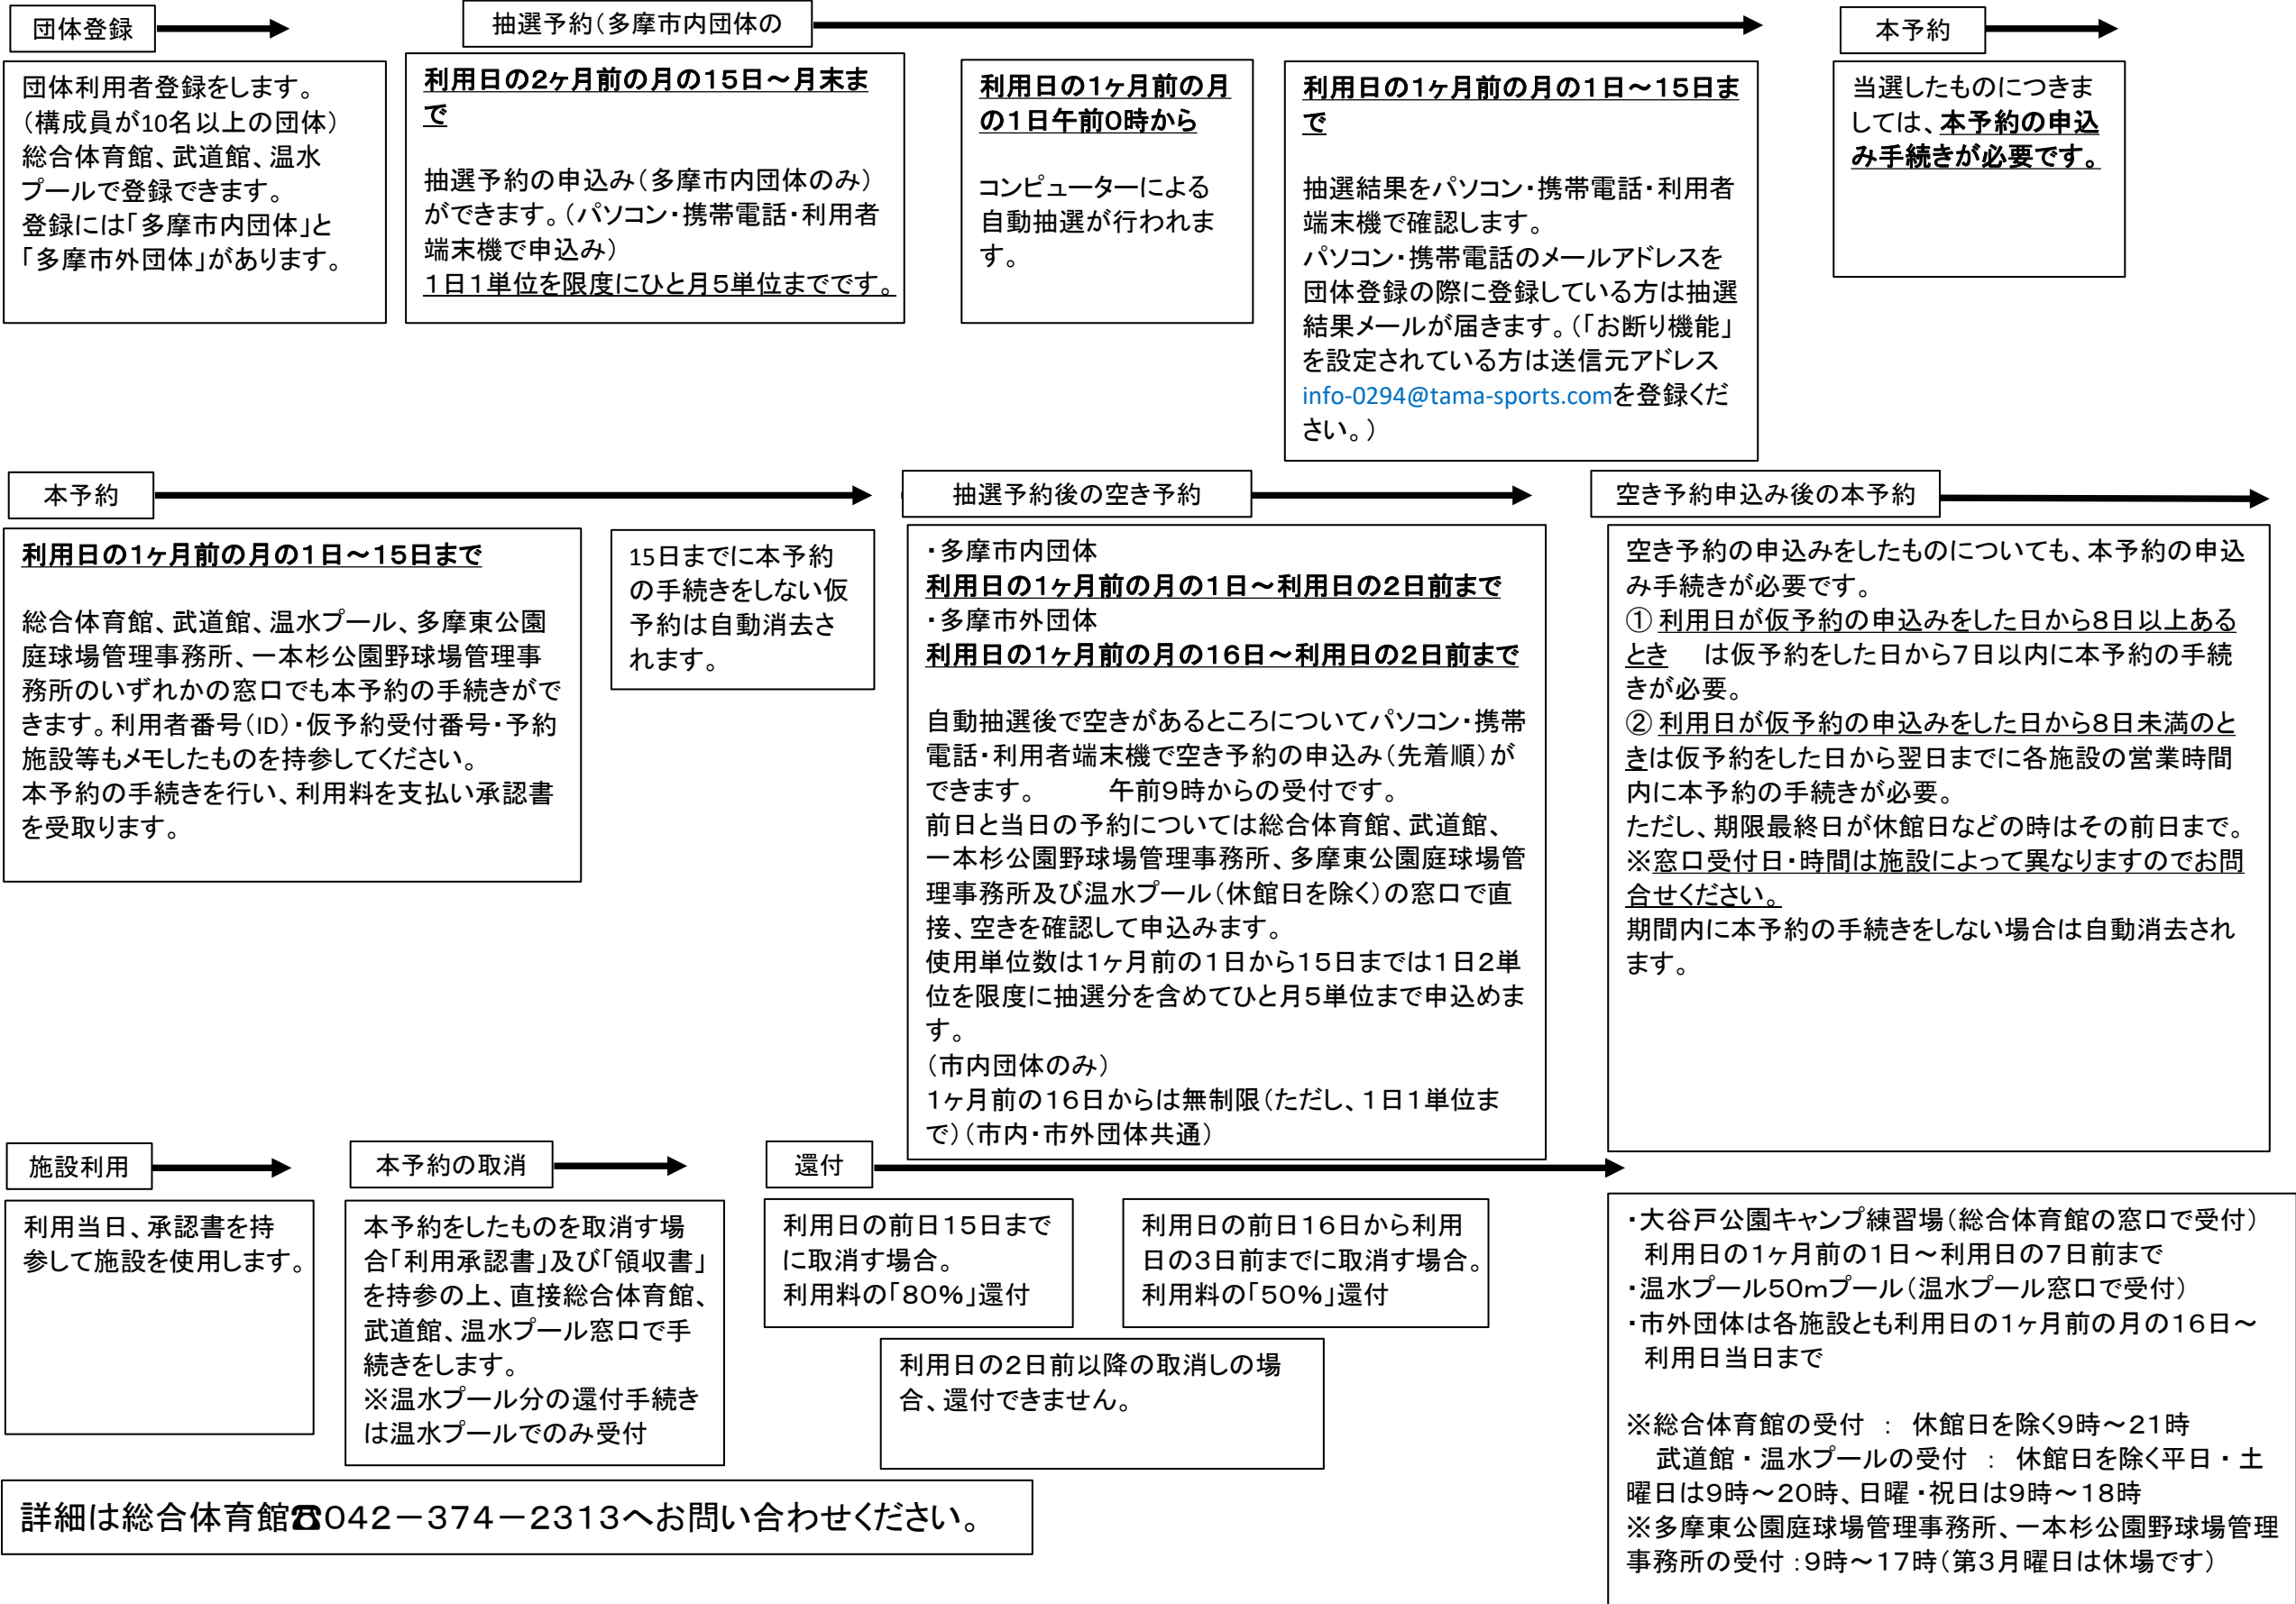 団体登録
団体利用者登録をします。
（構成員が10名以上の団体）
総合体育館、武道館、温水
プールで登録できます。
登録には「多摩市内団体」と
「多摩市外団体」があります。
抽選予約（多摩市内団体の
利用日の２ヶ月前の月の１５日～月末ま
で
抽選予約の申込み（多摩市内団体のみ）
ができます。（パソコン・携帯電話・利用者
端末機で申込み）
１日１単位を限度にひと月５単位までです。
利用日の１ヶ月前の月
の１日午前０時から
コンピューターによる
自動抽選が行われま
す。
利用日の１ヶ月前の月の１日～１５日ま
で
抽選結果をパソコン・携帯電話・利用者
端末機で確認します。
パソコン・携帯電話のメールアドレスを
団体登録の際に登録している方は抽選
結果メールが届きます。（「お断り機能」
を設定されている方は送信元アドレス
info-0294@tama-sports.comを登録くだ
さい。）
本予約
当選したものにつきま
しては、本予約の申込
み手続きが必要です。
本予約
利用日の１ヶ月前の月の１日～１５日まで
総合体育館、武道館、温水プール、多摩東公園
庭球場管理事務所、一本杉公園野球場管理事
務所のいずれかの窓口でも本予約の手続きがで
きます。利用者番号（ID）・仮予約受付番号・予約
施設等もメモしたものを持参してください。
本予約の手続きを行い、利用料を支払い承認書
を受取ります。
15日までに本予約
の手続きをしない仮
予約は自動消去さ
れます。
抽選予約後の空き予約
・多摩市内団体
利用日の１ヶ月前の月の１日～利用日の２日前まで
・多摩市外団体
利用日の１ヶ月前の月の１６日～利用日の２日前まで
自動抽選後で空きがあるところについてパソコン・携帯
電話・利用者端末機で空き予約の申込み（先着順）が
できます。　　　午前９時からの受付です。
前日と当日の予約については総合体育館、武道館、
一本杉公園野球場管理事務所、多摩東公園庭球場管
理事務所及び温水プール（休館日を除く）の窓口で直
接、空きを確認して申込みます。
使用単位数は１ヶ月前の１日から１５日までは１日２単
位を限度に抽選分を含めてひと月５単位まで申込めま
す。
（市内団体のみ）
１ヶ月前の１６日からは無制限（ただし、１日１単位ま
で）（市内・市外団体共通）
空き予約申込み後の本予約
空き予約の申込みをしたものについても、本予約の申込
み手続きが必要です。
① 利用日が仮予約の申込みをした日から８日以上ある
とき　は仮予約をした日から７日以内に本予約の手続
きが必要。
② 利用日が仮予約の申込みをした日から８日未満のと
きは仮予約をした日から翌日までに各施設の営業時間
内に本予約の手続きが必要。
ただし、期限最終日が休館日などの時はその前日まで。
※窓口受付日・時間は施設によって異なりますのでお問
合せください。
期間内に本予約の手続きをしない場合は自動消去され
ます。
施設利用
利用当日、承認書を持
参して施設を使用します。
本予約の取消
本予約をしたものを取消す場
合「利用承認書」及び「領収書」
を持参の上、直接総合体育館、
武道館、温水プール窓口で手
続きをします。
※温水プール分の還付手続き
は温水プールでのみ受付
還付
利用日の前日１５日まで
に取消す場合。
利用料の「８０％」還付
利用日の前日１６日から利用
日の３日前までに取消す場合。
利用料の「５０％」還付
利用日の２日前以降の取消しの場
合、還付できません。
・大谷戸公園キャンプ練習場（総合体育館の窓口で受付）
利用日の１ヶ月前の１日～利用日の７日前まで
・温水プール５０ｍプール（温水プール窓口で受付）
・市外団体は各施設とも利用日の１ヶ月前の月の１６日～
利用日当日まで
※総合体育館の受付　：　休館日を除く９時～２１時
武道館・温水プールの受付　：　休館日を除く平日・土
曜日は９時～２０時、日曜・祝日は９時～１８時
※多摩東公園庭球場管理事務所、一本杉公園野球場管理
事務所の受付：９時～１７時（第３月曜日は休場です）
詳細は総合体育館☎０４２－３７４－２３１３へお問い合わせください。